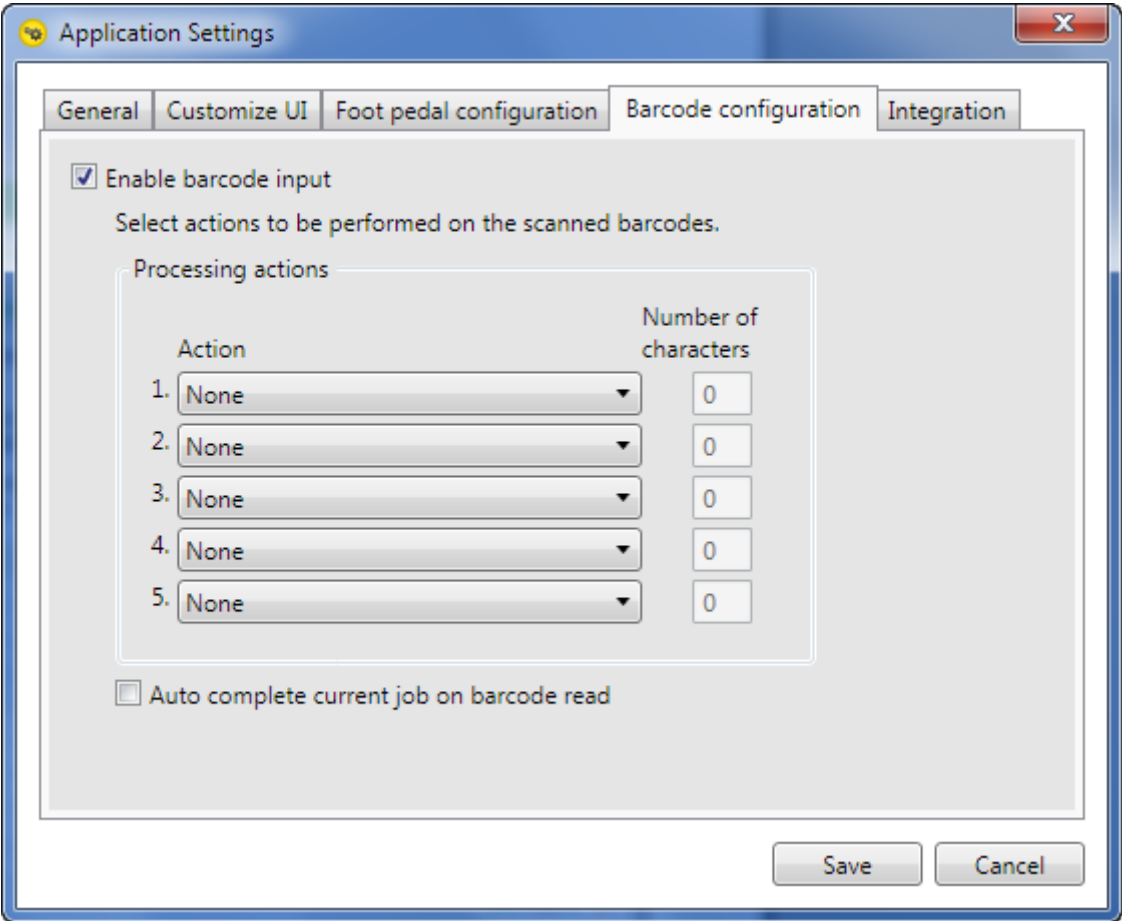 Application Settings
General Customize UI Foot pedal configuration Barcode configuration Integration
Enable barcode input
Select actions to be performed on the scanned barcodes.
Processing actions
Number of
Action characters
1. None 0
2. None 0
3. None 0
4. None 0
5. None 0
Auto complete current job on barcode read
Save Cancel